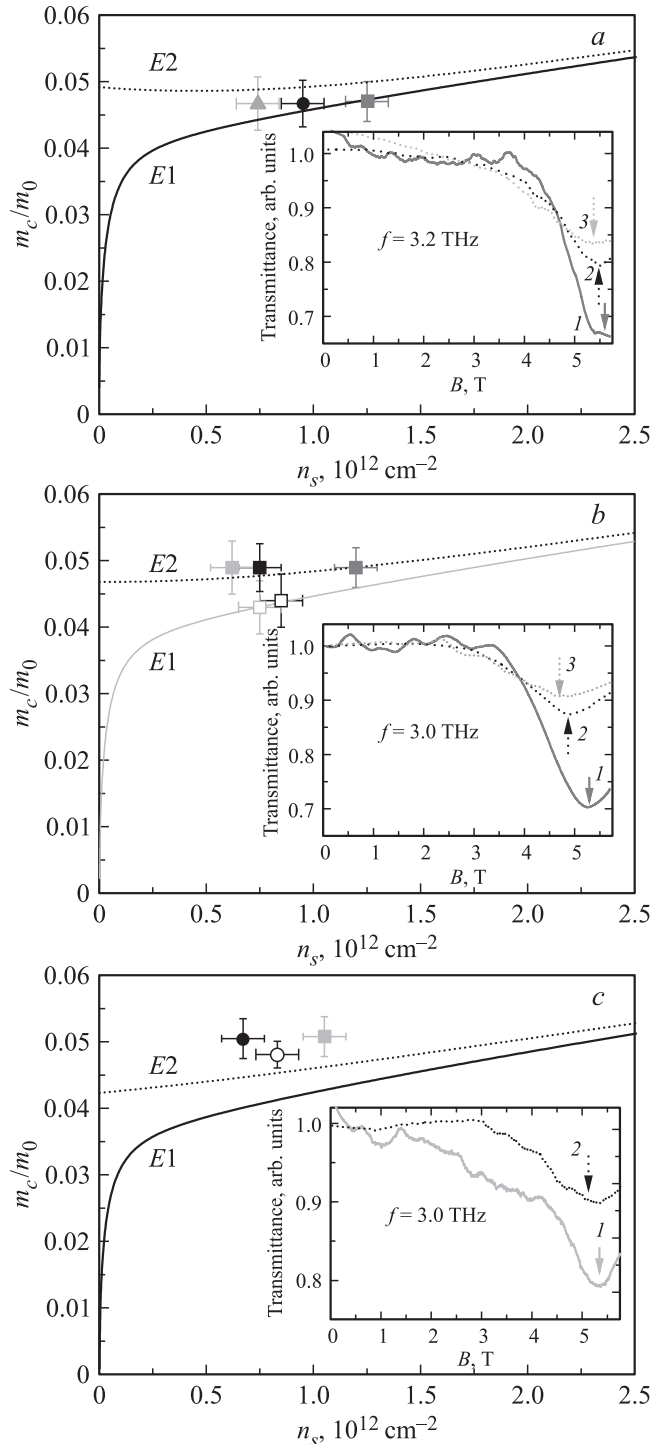 a
0.06
0.05
0.04
0.03
0.02
0.01
0
m_c/m_0
E2
E1
Transmittance, arb. units
1.0
0.9
0.8
0.7
f = 3.2 THz
3
2
1
0 1 2 3 4 5
B, T
0 0.5 1.0 1.5 2.0 2.5
n_s, 10^12 cm^−2
b
0.06
0.05
0.04
0.03
0.02
0.01
0
m_c/m_0
E2
E1
Transmittance, arb. units
1.0
0.9
0.8
0.7
f = 3.0 THz
3
2
1
0 1 2 3 4 5
B, T
0 0.5 1.0 1.5 2.0 2.5
n_s, 10^12 cm^−2
c
0.06
0.05
0.04
0.03
0.02
0.01
0
m_c/m_0
E2
E1
Transmittance, arb. units
1.0
0.9
0.8
f = 3.0 THz
2
1
0 1 2 3 4 5
B, T
0 0.5 1.0 1.5 2.0 2.5
n_s, 10^12 cm^−2